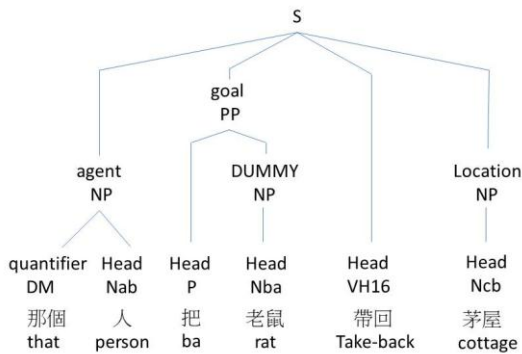 S
goal
PP
agent DUMMY Location
NP NP NP
quantifier Head Head Head Head Head
DM Nab P Nba VH16 Ncb
那個 人 把 老鼠 帶回 茅屋
that person ba rat Take-back cottage